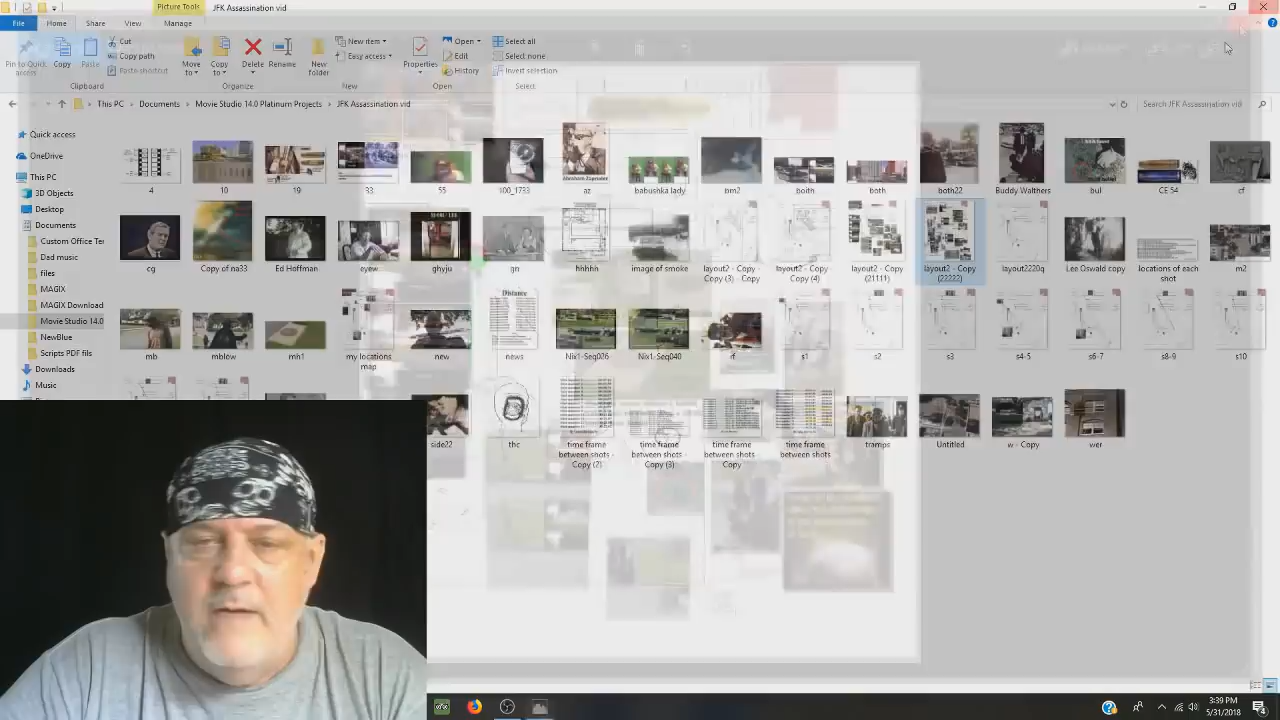 Picture Tools
JFK Assassination vid
File
Home
Share
View
Manage
Pin to Quick access
Copy
Paste
Cut
Copy path
Paste shortcut
Move to
Copy to
Delete
Rename
New folder
New item
Easy access
Properties
Open
Edit
History
Select all
Select none
Invert selection
Clipboard
Organize
New
Open
Select
This PC
Documents
Movie Studio 14.0 Platinum Projects
JFK Assassination vid
Search JFK Assassination vid
Quick access
OneDrive
This PC
3D Objects
Desktop
Documents
Custom Office Ter
Dad music
files
MAGIX
MAGIX Download
Movie Studio 14.0
NewBlue
Scripts PDF fils
Downloads
Music
4
10
19
33
55
100_1733
az
babushka lady
bm2
boith
both
both22
Buddy Walthers
bul
CE 54
cf
cg
Copy of na33
Ed Hoffman
eyew
ghyju
gn
hhhhh
image of smoke
layout2 - Copy - Copy (3) - Copy
layout2 - Copy - Copy (4)
layout2 - Copy (21111)
layout2 - Copy (22222)
layout2220q
Lee Oswald copy
locations of each shot
m2
mb
mblow
mh1
my locations map
new
news
Nix1-Seq026
Nix1-Seq040
rf
s1
s2
s3
s4-5
s6-7
s8-9
s10
side22
thc
time frame between shots - Copy (2)
time frame between shots - Copy (3)
time frame between shots - Copy
time frame between shots
tramps
Untitled
w - Copy
wer
Distance
3:39 PM
5/31/2018